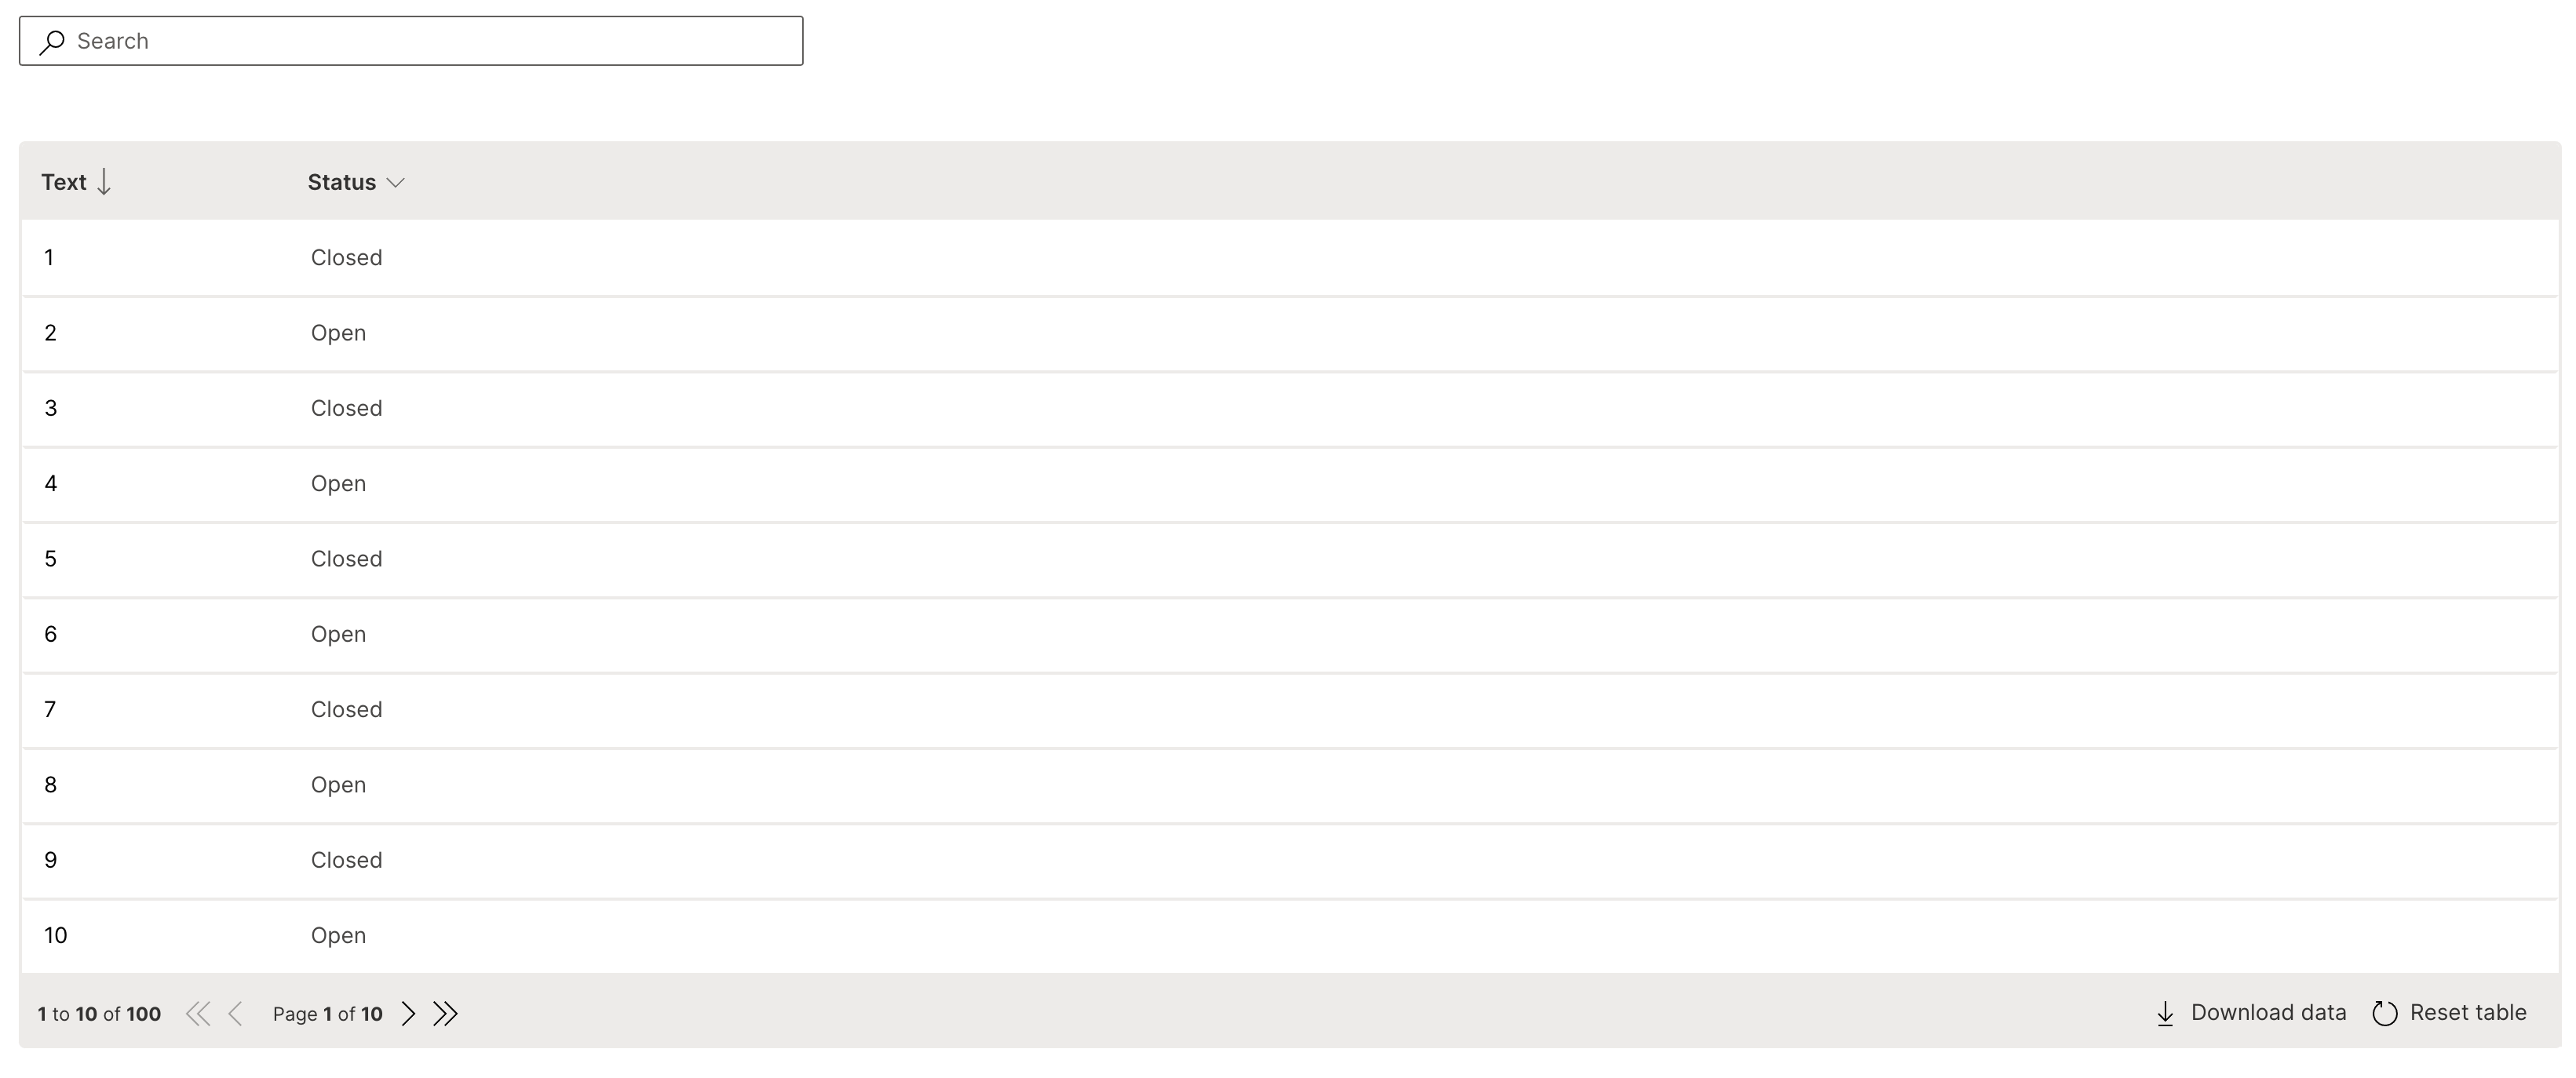 Search
Text Status
1 Closed
2 Open
3 Closed
4 Open
5 Closed
6 Open
7 Closed
8 Open
9 Closed
10 Open
1 to 10 of 100 Page 1 of 10 Download data Reset table